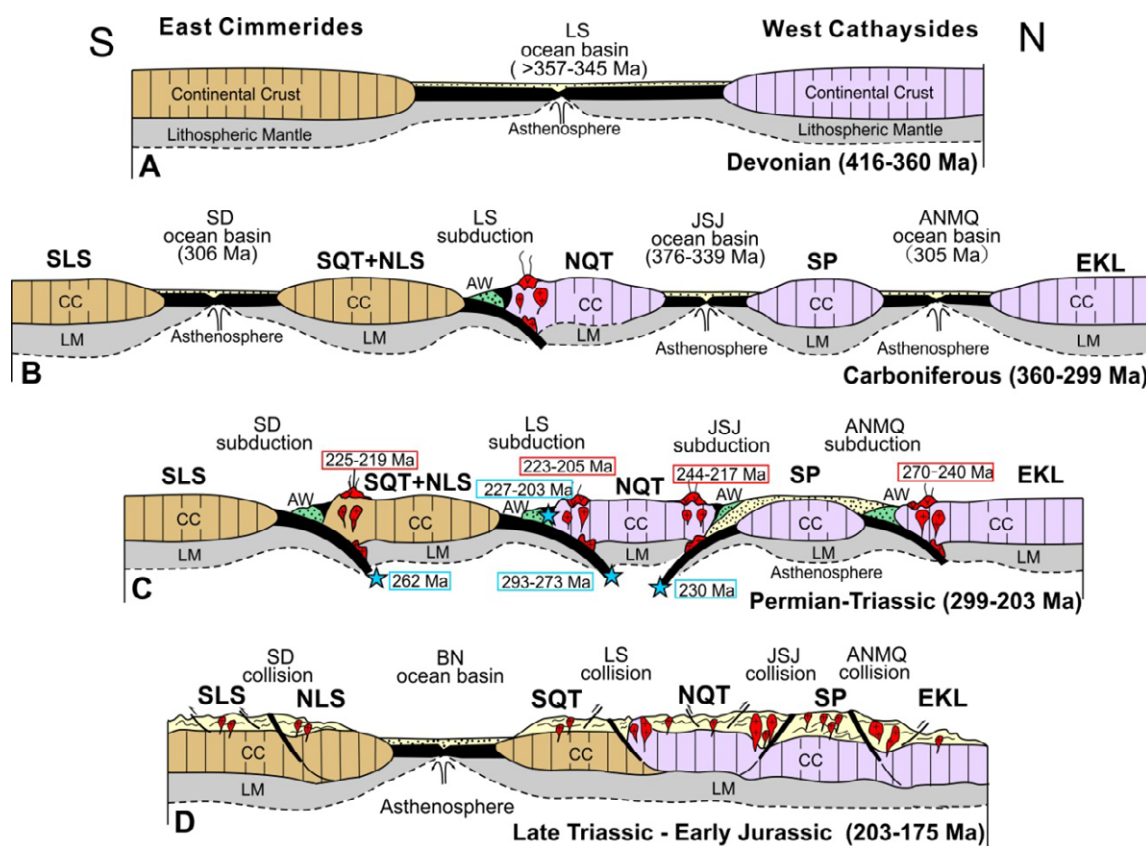 S
East Cimmerides
LS
ocean basin
( >357-345 Ma)
West Cathaysides
N
Continental Crust
Continental Crust
Lithospheric Mantle
Asthenosphere
Lithospheric Mantle
A
Devonian (416-360 Ma)
SD
ocean basin
(306 Ma)
LS
subduction
JSJ
ocean basin
(376-339 Ma)
ANMQ
ocean basin
(305 Ma)
SLS
SQT+NLS
AW
NQT
SP
EKL
CC
CC
CC
CC
CC
LM
Asthenosphere
LM
LM
Asthenosphere
LM
Asthenosphere
LM
B
Carboniferous (360-299 Ma)
SD
subduction
LS
subduction
JSJ
subduction
ANMQ
subduction
225-219 Ma
223-205 Ma
244-217 Ma
270-240 Ma
SLS
SQT+NLS
227-203 Ma
NQT
SP
EKL
AW
AW
AW
AW
CC
CC
CC
CC
CC
LM
LM
LM
LM
LM
Asthenosphere
262 Ma
293-273 Ma
230 Ma
C
Permian-Triassic (299-203 Ma)
SD
collision
BN
ocean basin
LS
collision
JSJ
collision
ANMQ
collision
SLS
NLS
SQT
NQT
SP
EKL
CC
CC
CC
LM
Asthenosphere
LM
D
Late Triassic - Early Jurassic (203-175 Ma)